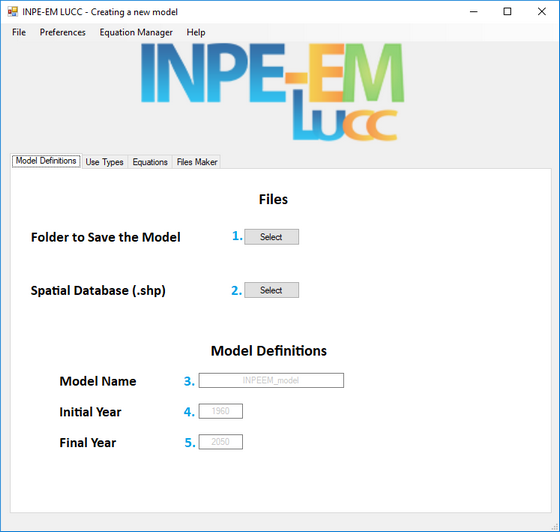 INPE-EM LUCC - Creating a new model
File Preferences Equation Manager Help
INPE-EM
LUCC
Model Definitions Use Types Equations Files Maker
Files
Folder to Save the Model 1. Select
Spatial Database (.shp) 2. Select
Model Definitions
Model Name 3. INPEEM_model
Initial Year 4. 1960
Final Year 5. 2050